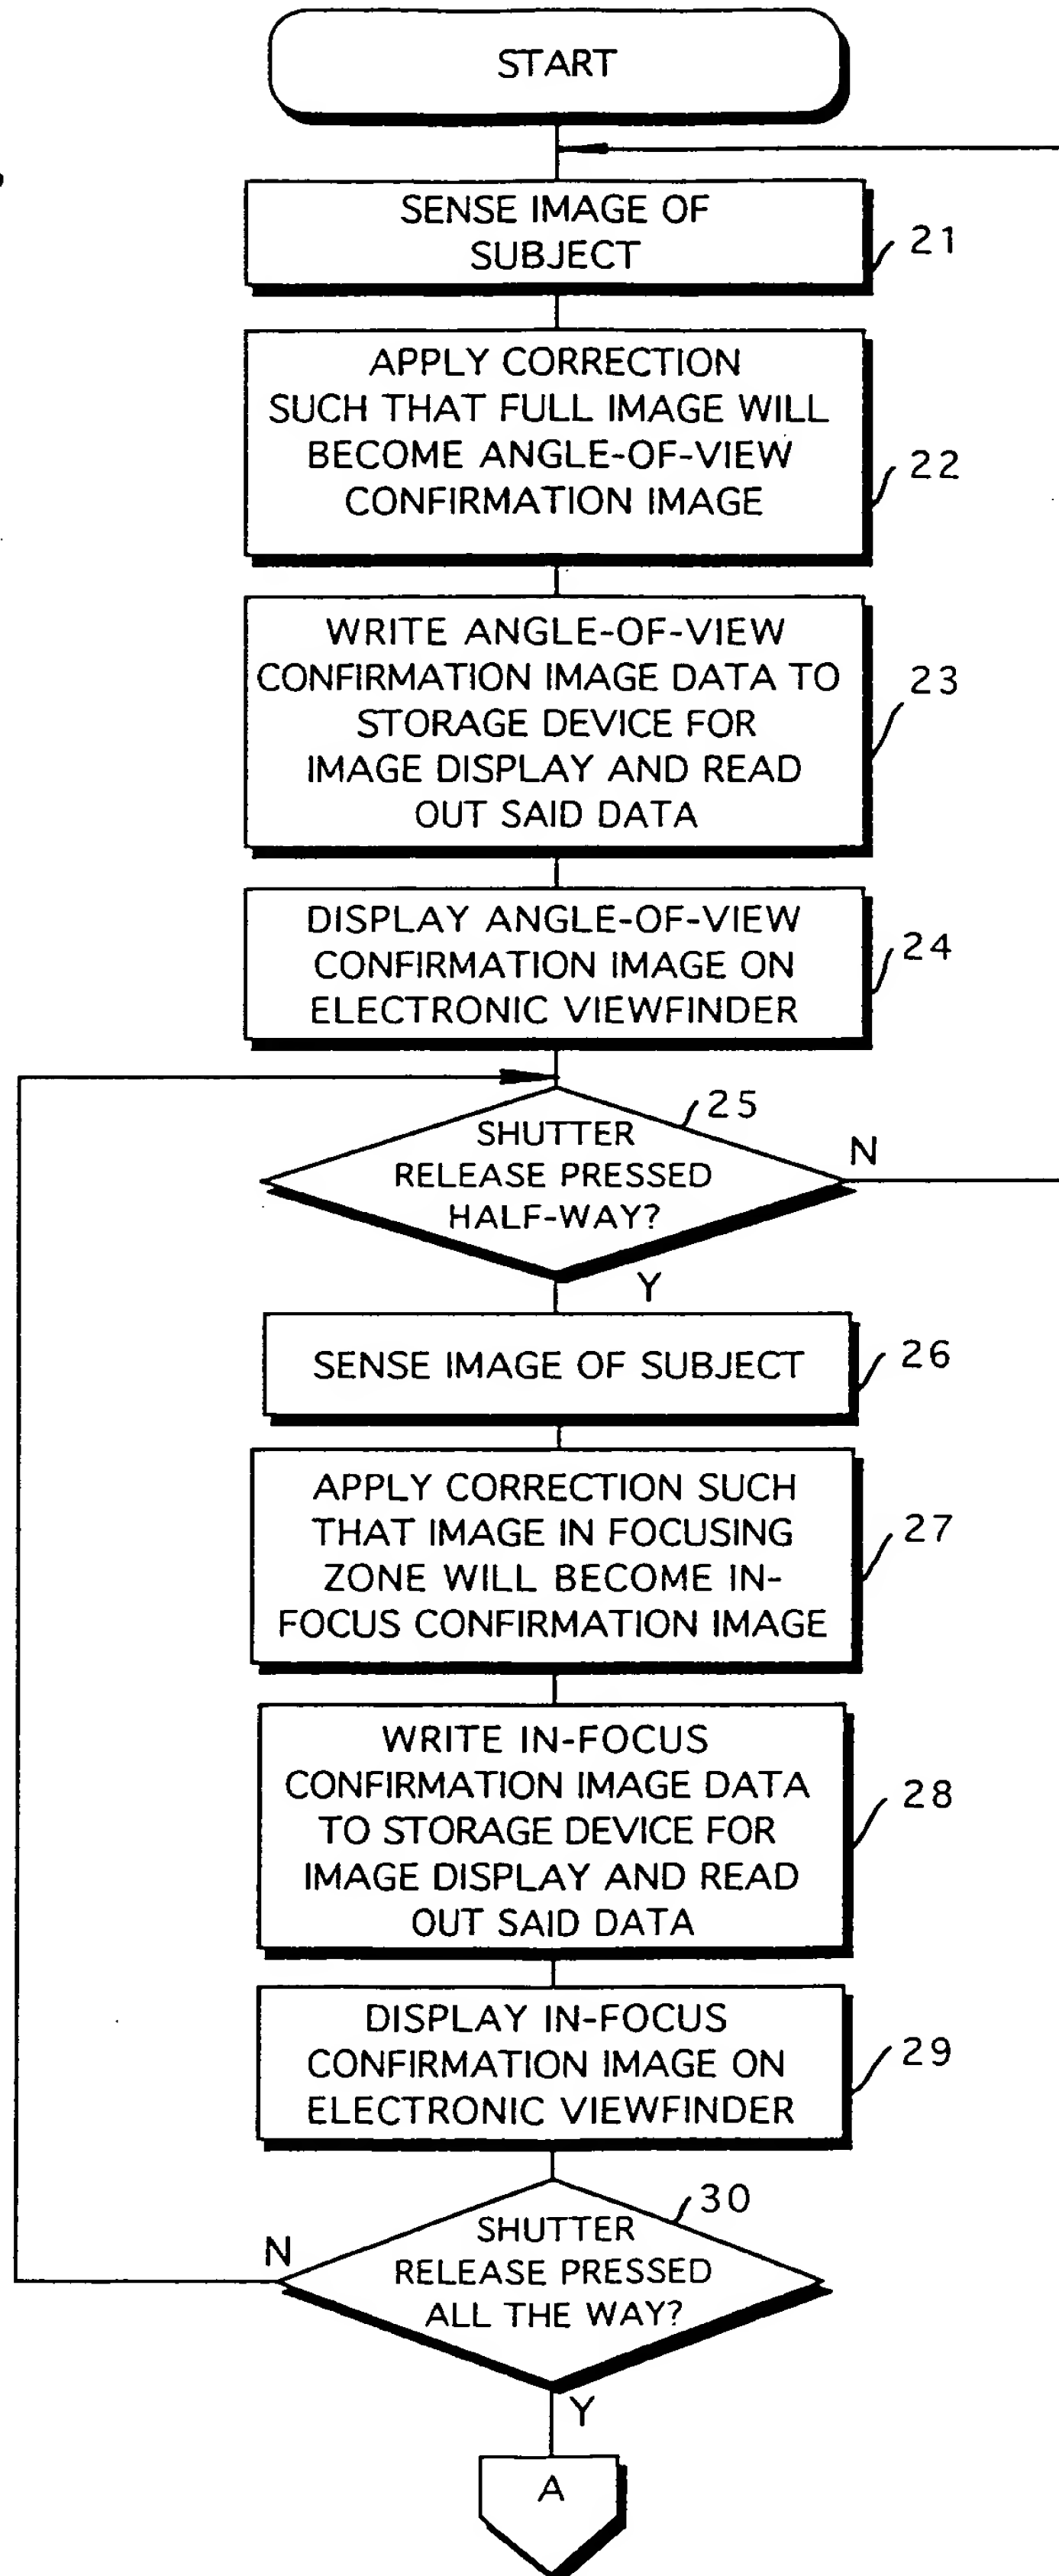 START
SENSE IMAGE OF
SUBJECT
21
APPLY CORRECTION
SUCH THAT FULL IMAGE WILL
BECOME ANGLE-OF-VIEW
CONFIRMATION IMAGE
22
WRITE ANGLE-OF-VIEW
CONFIRMATION IMAGE DATA TO
STORAGE DEVICE FOR
IMAGE DISPLAY AND READ
OUT SAID DATA
23
DISPLAY ANGLE-OF-VIEW
CONFIRMATION IMAGE ON
ELECTRONIC VIEWFINDER
24
25
SHUTTER
RELEASE PRESSED
HALF-WAY?
N
Y
SENSE IMAGE OF SUBJECT
26
APPLY CORRECTION SUCH
THAT IMAGE IN FOCUSING
ZONE WILL BECOME IN-
FOCUS CONFIRMATION IMAGE
27
WRITE IN-FOCUS
CONFIRMATION IMAGE DATA
TO STORAGE DEVICE FOR
IMAGE DISPLAY AND READ
OUT SAID DATA
28
DISPLAY IN-FOCUS
CONFIRMATION IMAGE ON
ELECTRONIC VIEWFINDER
29
30
SHUTTER
RELEASE PRESSED
ALL THE WAY?
N
Y
A